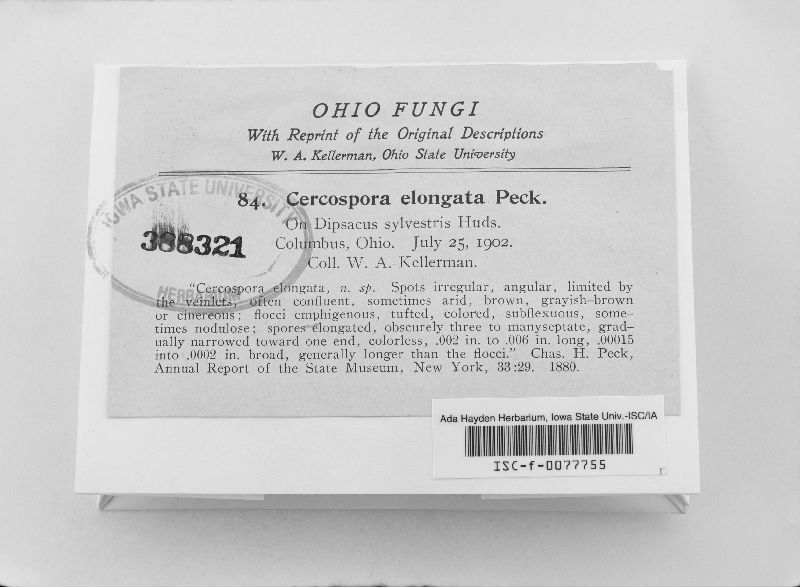 OHIO FUNGI
With Reprint of the Original Descriptions
W. A. Kellerman, Ohio State University
IOWA STATE UNIVERSITY
388321
HERBARIUM
84. Cercospora elongata Peck.
On Dipsacus sylvestris Huds.
Columbus, Ohio. July 25, 1902.
Coll. W. A. Kellerman.
"Cercospora elongata, n. sp. Spots irregular, angular, limited by
the veinlets, often confluent, sometimes arid, brown, grayish-brown
or cinereous; flocci emphigenous, tufted, colored, subflexuous, some-
times nodulose; spores elongated, obscurely three to manyseptate, grad-
ually narrowed toward one end, colorless, .002 in. to .006 in. long, .00015
into .0002 in. broad, generally longer than the flocci." Chas. H. Peck,
Annual Report of the State Museum, New York, 33:29. 1880.
Ada Hayden Herbarium, Iowa State Univ.-ISC/IA
ISC-f-0077755